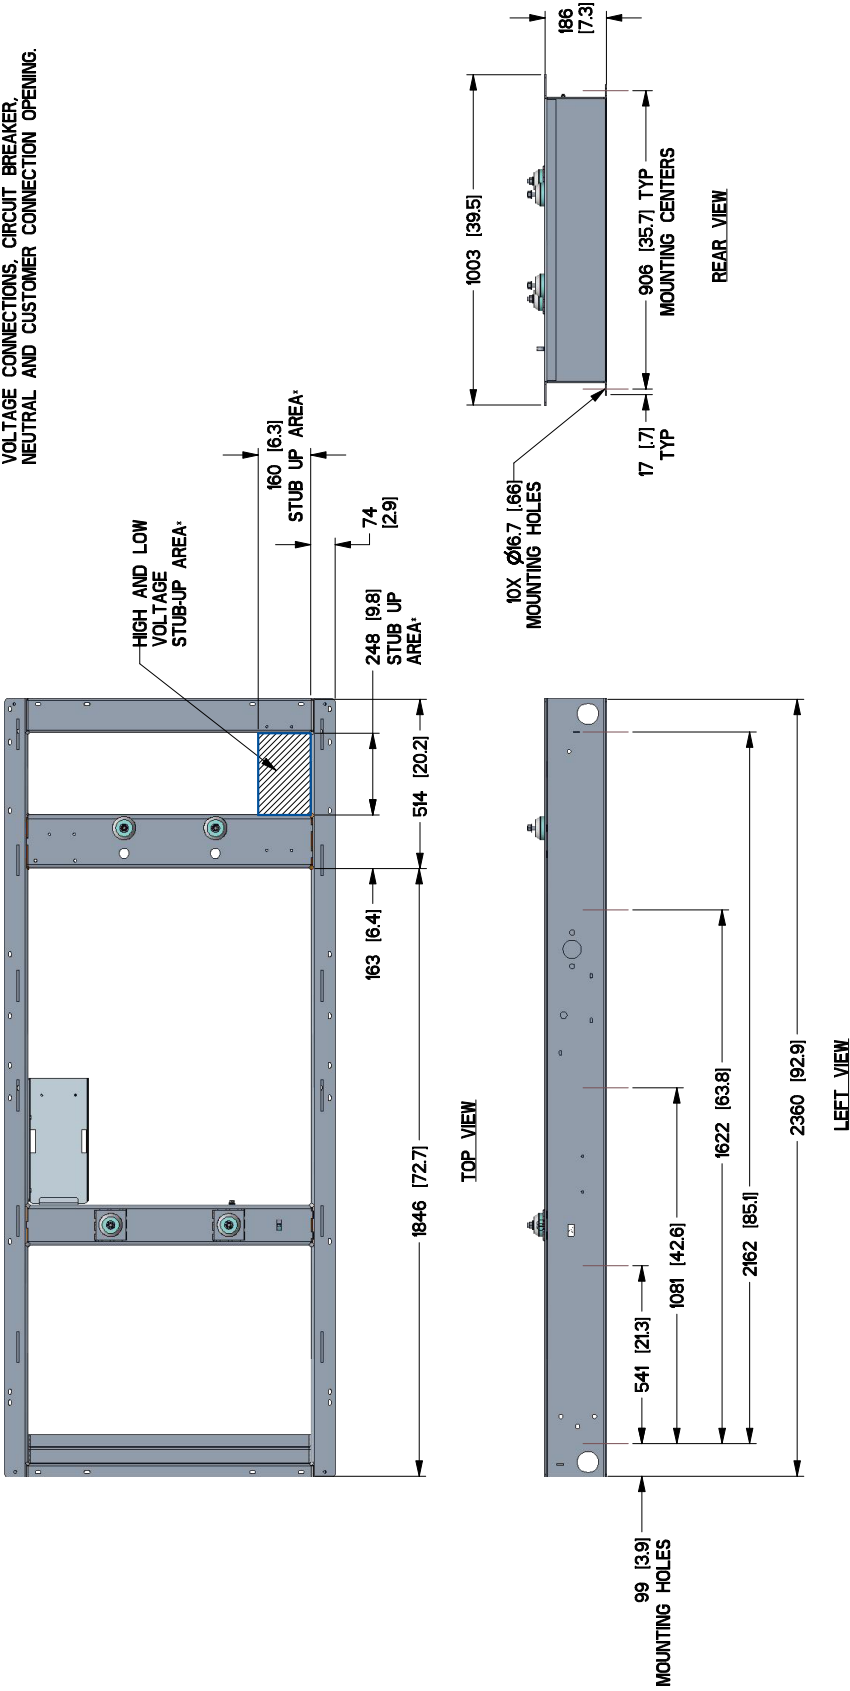 VOLTAGE CONNECTIONS, CIRCUIT BREAKER,
NEUTRAL AND CUSTOMER CONNECTION OPENING.
HIGH AND LOW
VOLTAGE
STUB-UP AREA*
160 [6.3]
STUB UP AREA*
74
[2.9]
248 [9.8]
STUB UP
AREA*
163 [6.4]
514 [20.2]
1846 [72.7]
TOP VIEW
186
[7.3]
1003 [39.5]
906 [35.7] TYP
MOUNTING CENTERS
17 [.7]
TYP
10X Ø16.7 [.66]
MOUNTING HOLES
REAR VIEW
99 [3.9]
MOUNTING HOLES
541 [21.3]
1081 [42.6]
1622 [63.8]
2162 [85.1]
2360 [92.9]
LEFT VIEW